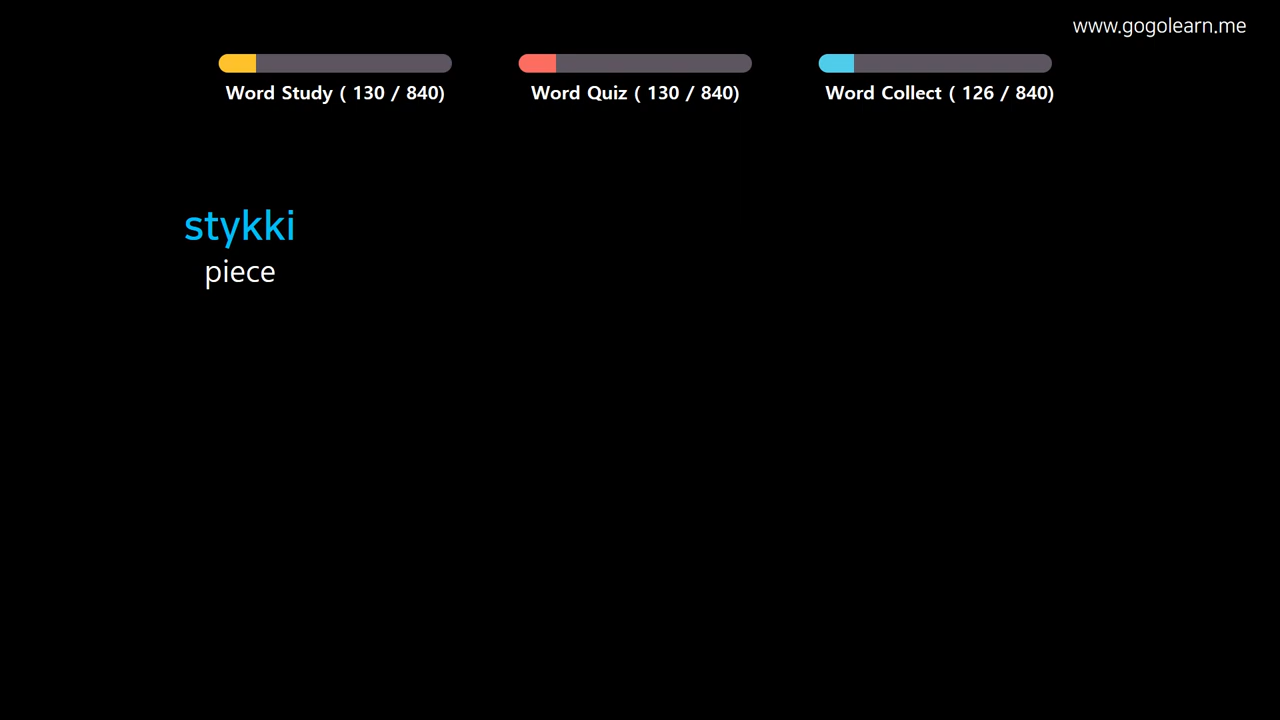 www.gogolearn.me
Word Study ( 130 / 840)
Word Quiz ( 130 / 840)
Word Collect ( 126 / 840)
stykki
piece